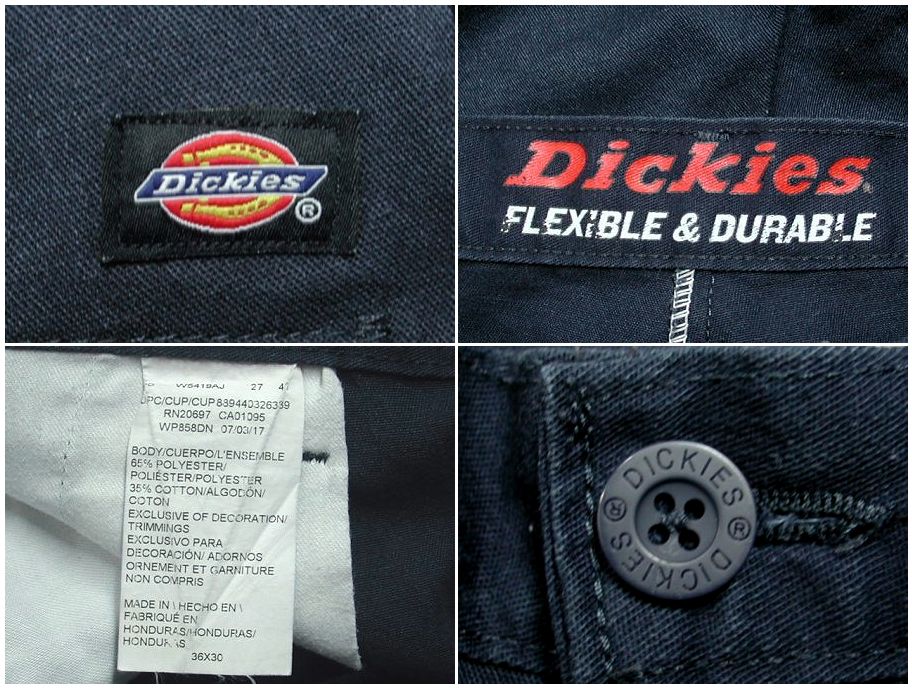 Dickies
®
Dickies
FLEXIBLE & DURABLE
W5419AJ 27
UPC/CUP/CUP 889440326339
RN20697 CA01095
WP858DN 07/03/17
BODY/CUERPO/L'ENSEMBLE
65% POLYESTER/
POLIÉSTER/POLYESTER
35% COTTON/ALGODÓN/
COTON
EXCLUSIVE OF DECORATION/
TRIMMINGS
EXCLUSIVO PARA
DECORACIÓN/ ADORNOS
ORNEMENT ET GARNITURE
NON COMPRIS
MADE IN \ HECHO EN \
FABRIQUÉ EN
HONDURAS/HONDURAS/
HONDURAS
36X30
DICKIES ® DICKIES ®